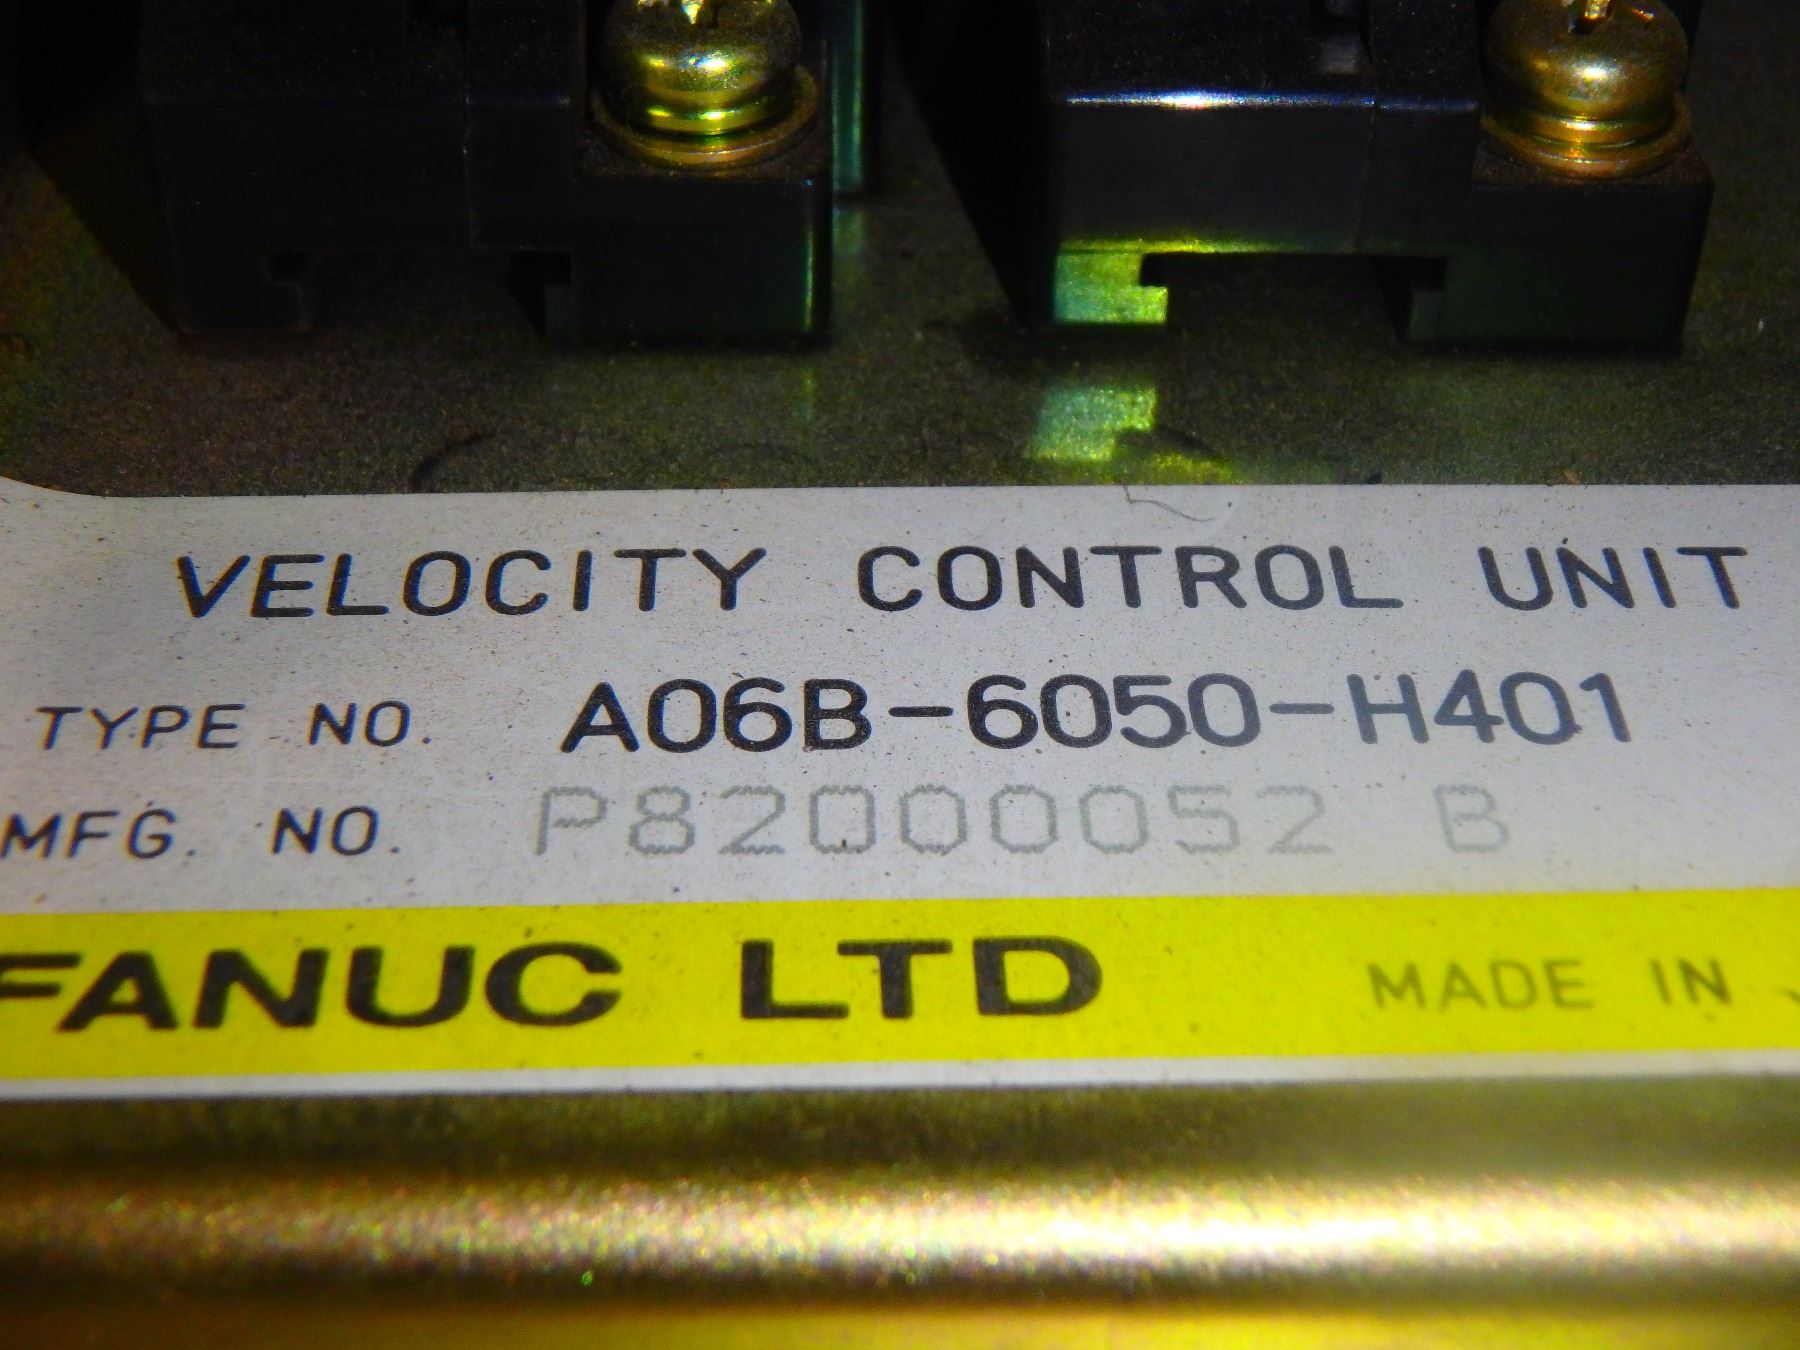 VELOCITY CONTROL UNIT
TYPE NO. A06B-6050-H401
MFG. NO. P82000052 B
FANUC LTD MADE IN